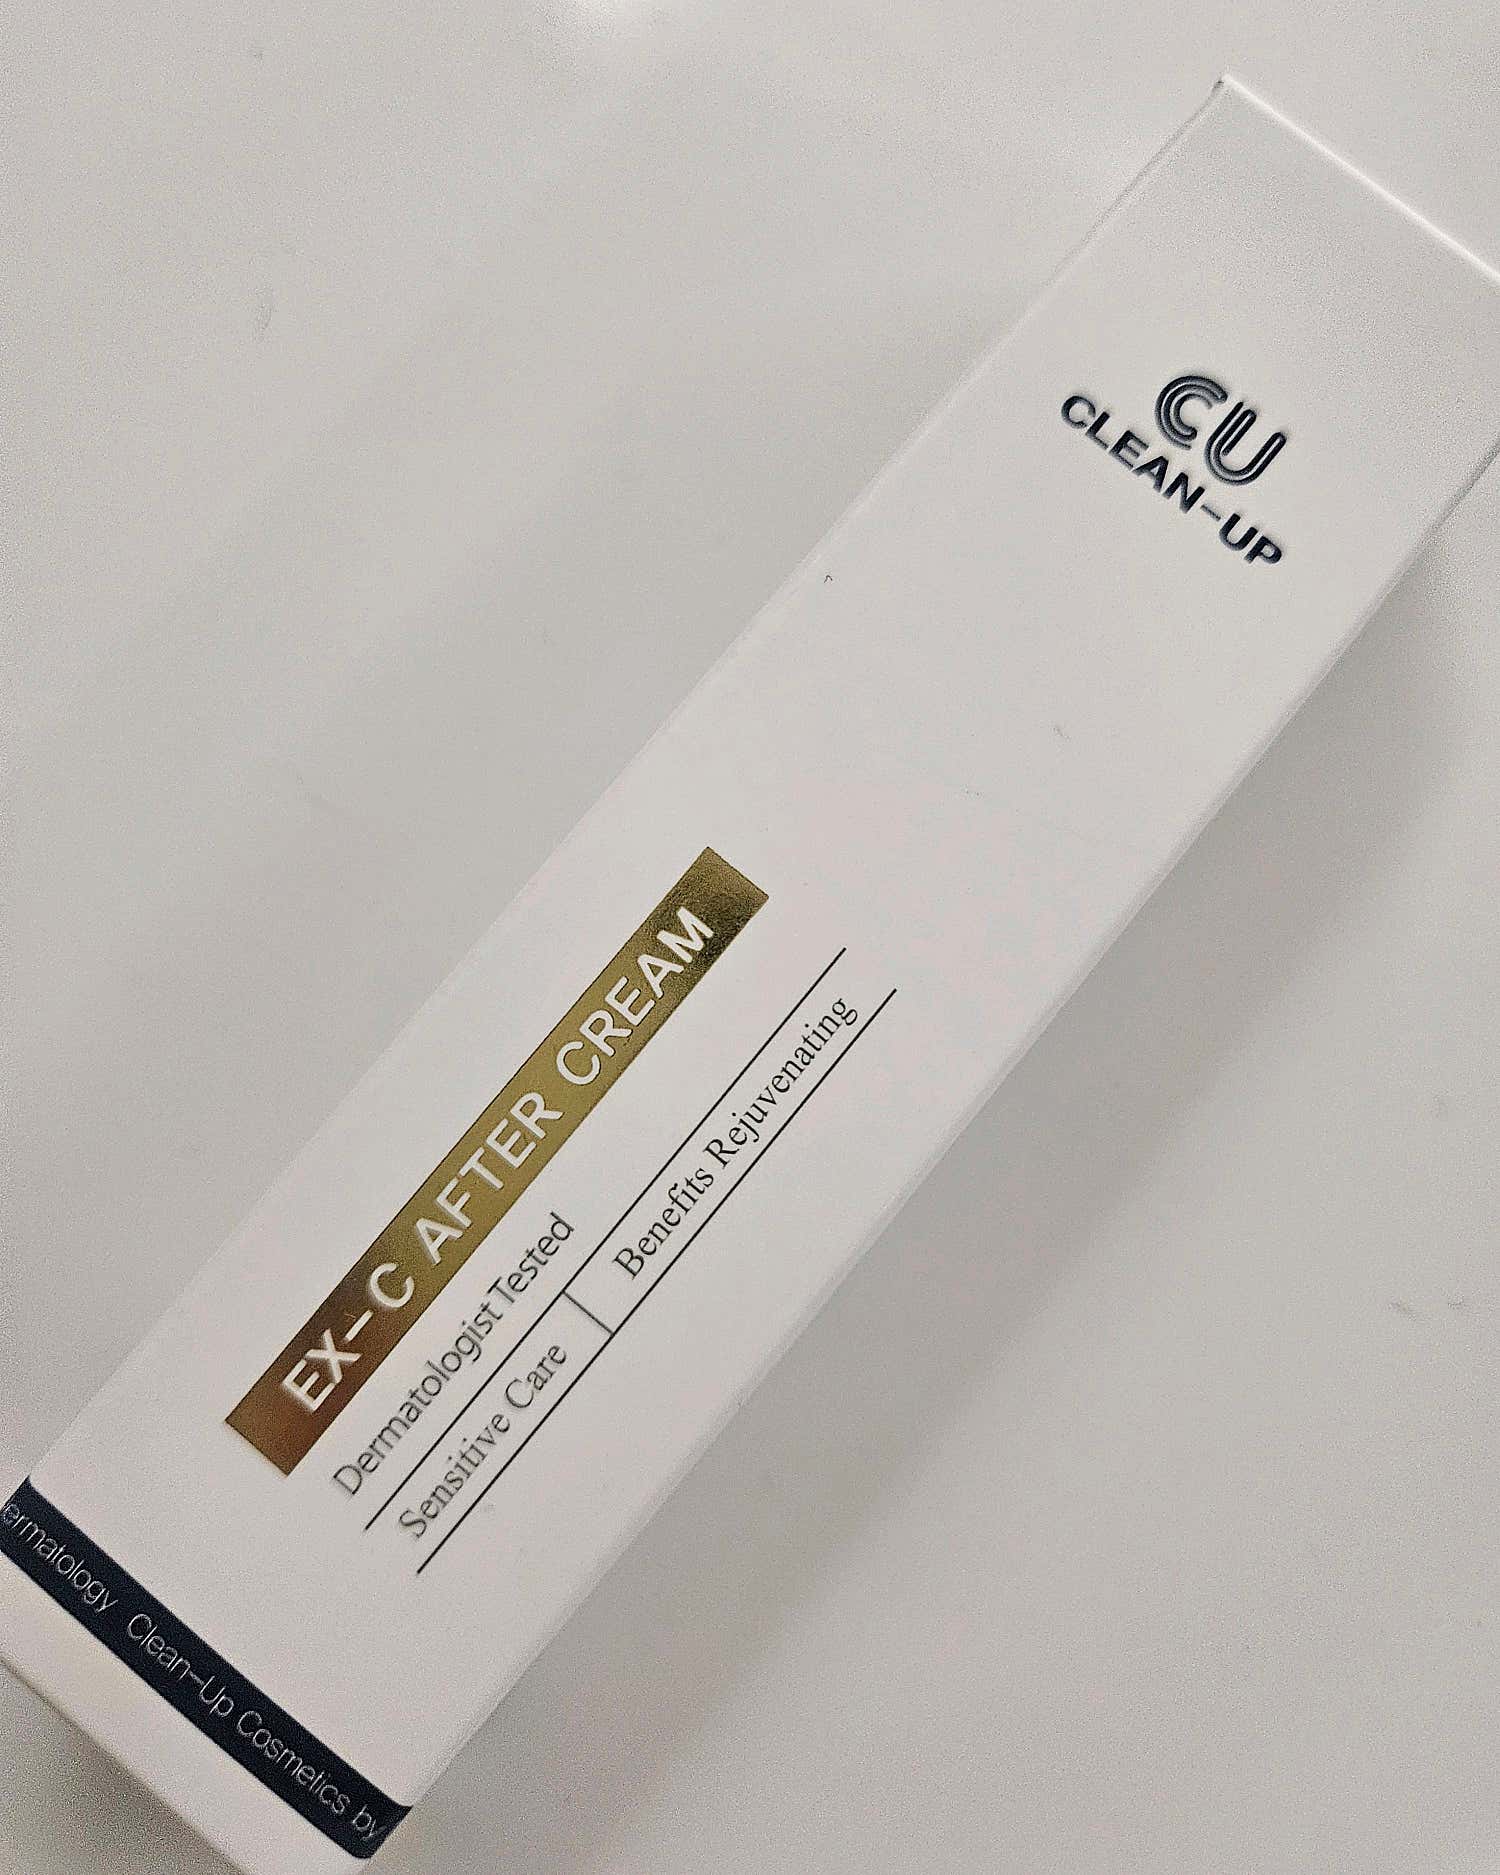 CU
CLEAN-UP
EX-C AFTER CREAM
Dermatologist Tested
Sensitive Care | Benefits Rejuvenating
ermatology Clean-Up Cosmetics by